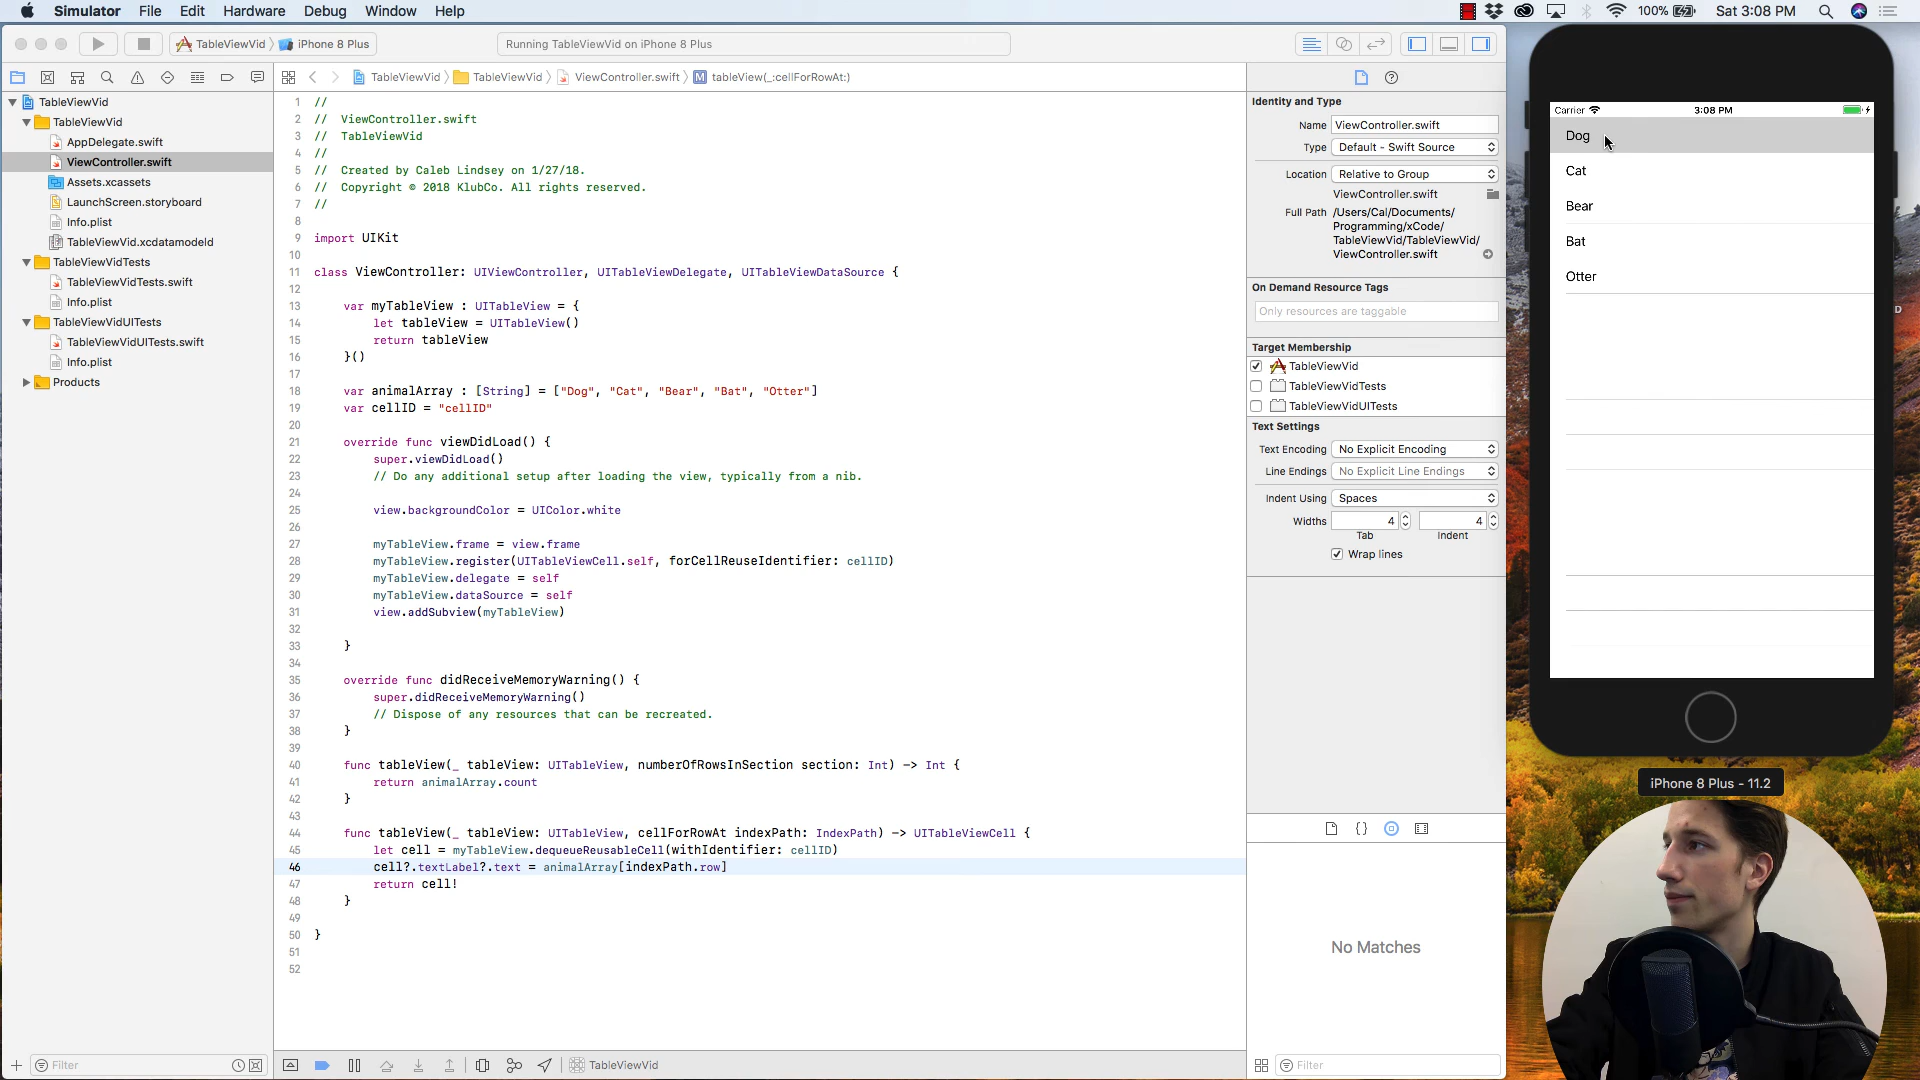 Simulator File Edit Hardware Debug Window Help
100% Sat 3:08 PM
TableViewVid iPhone 8 Plus
Running TableViewVid on iPhone 8 Plus
TableViewVid TableViewVid ViewController.swift M tableView(_:cellForRowAt:)
TableViewVid
TableViewVid
AppDelegate.swift
ViewController.swift
Assets.xcassets
LaunchScreen.storyboard
Info.plist
TableViewVid.xcdatamodeld
TableViewVidTests
TableViewVidTests.swift
Info.plist
TableViewVidUITests
TableViewVidUITests.swift
Info.plist
Products
Filter
1 //
2 //  ViewController.swift
3 //  TableViewVid
4 //
5 //  Created by Caleb Lindsey on 1/27/18.
6 //  Copyright © 2018 KlubCo. All rights reserved.
7 //
8
9 import UIKit
10
11 class ViewController: UIViewController, UITableViewDelegate, UITableViewDataSource {
12
13 var myTableView : UITableView = {
14 let tableView = UITableView()
15 return tableView
16 }()
17
18 var animalArray : [String] = ["Dog", "Cat", "Bear", "Bat", "Otter"]
19 var cellID = "cellID"
20
21 override func viewDidLoad() {
22 super.viewDidLoad()
23 // Do any additional setup after loading the view, typically from a nib.
24
25 view.backgroundColor = UIColor.white
26
27 myTableView.frame = view.frame
28 myTableView.register(UITableViewCell.self, forCellReuseIdentifier: cellID)
29 myTableView.delegate = self
30 myTableView.dataSource = self
31 view.addSubview(myTableView)
32
33 }
34
35 override func didReceiveMemoryWarning() {
36 super.didReceiveMemoryWarning()
37 // Dispose of any resources that can be recreated.
38 }
39
40 func tableView(_ tableView: UITableView, numberOfRowsInSection section: Int) -> Int {
41 return animalArray.count
42 }
43
44 func tableView(_ tableView: UITableView, cellForRowAt indexPath: IndexPath) -> UITableViewCell {
45 let cell = myTableView.dequeueReusableCell(withIdentifier: cellID)
46 cell?.textLabel?.text = animalArray[indexPath.row]
47 return cell!
48 }
49
50 }
51
52
TableViewVid
Identity and Type
Name ViewController.swift
Type Default - Swift Source
Location Relative to Group
ViewController.swift
Full Path /Users/Cal/Documents/
Programming/xCode/
TableViewVid/TableViewVid/
ViewController.swift
On Demand Resource Tags
Only resources are taggable
Target Membership
TableViewVid
TableViewVidTests
TableViewVidUITests
Text Settings
Text Encoding No Explicit Encoding
Line Endings No Explicit Line Endings
Indent Using Spaces
Widths 4 4
Tab Indent
Wrap lines
No Matches
Filter
Carrier 3:08 PM
Dog
Cat
Bear
Bat
Otter
D
iPhone 8 Plus - 11.2